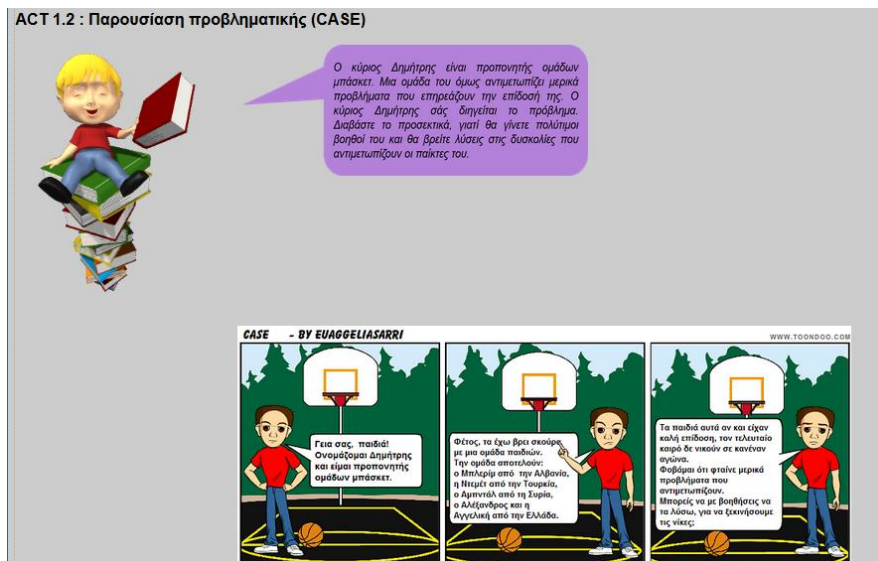 ACT 1.2 : Παρουσίαση προβληματικής (CASE)
Ο κύριος Δημήτρης είναι προπονητής ομάδων
μπάσκετ. Μια ομάδα του όμως αντιμετωπίζει μερικά
προβλήματα που επηρεάζουν την επίδοσή της. Ο
κύριος Δημήτρης σάς διηγείται το πρόβλημα.
Διαβάστε το προσεκτικά, γιατί θα γίνετε πολύτιμοι
βοηθοί του και θα βρείτε λύσεις στις δυσκολίες που
αντιμετωπίζουν οι παίκτες του.
CASE - BY EUAGGELIASARRI
WWW.TOONDOO.COM
Γεια σας, παιδιά!
Ονομάζομαι Δημήτρης
και είμαι προπονητής
ομάδων μπάσκετ.
Φέτος, τα έχω βρει σκούρα
με μια ομάδα παιδιών.
Την ομάδα αποτελούν:
ο Μπλερίμ από την Αλβανία,
η Ντεμέτ από την Τουρκία,
ο Αμπντάλ από τη Συρία,
ο Αλέξανδρος και η
Αγγελική από την Ελλάδα.
Τα παιδιά αυτά αν και είχαν
καλή επίδοση, τον τελευταίο
καιρό δε νικούν σε κανέναν
αγώνα.
Φοβάμαι ότι φταίνε μερικά
προβλήματα που
αντιμετωπίζουν.
Μπορείς να με βοηθήσεις να
τα λύσω, για να ξεκινήσουμε
τις νίκες;